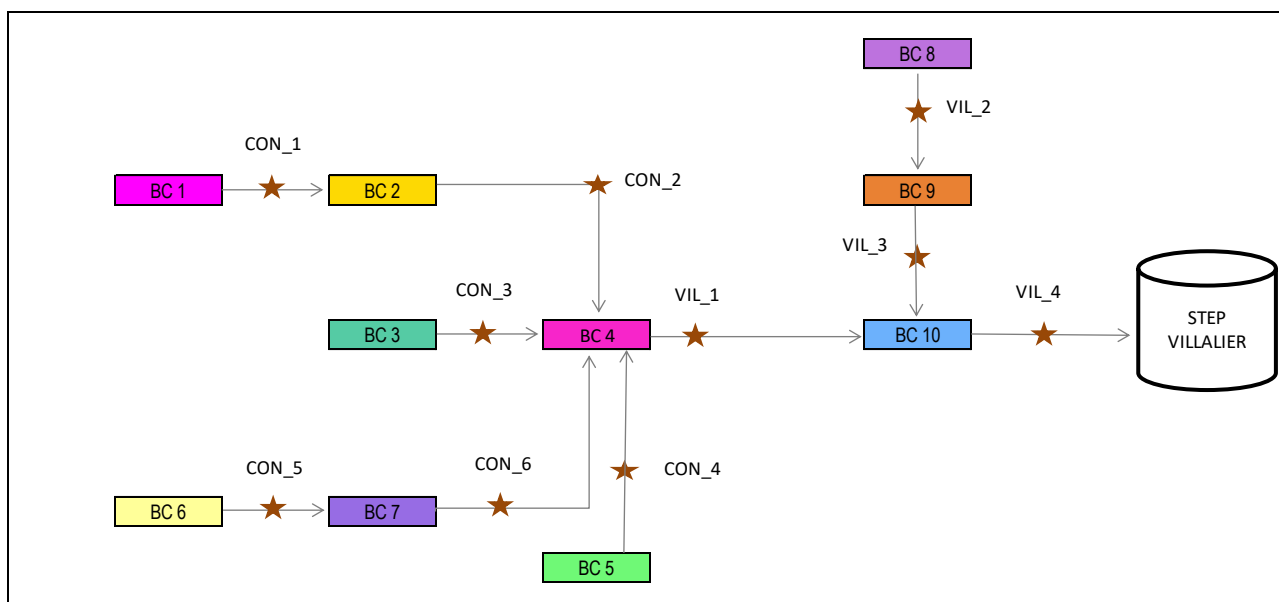 BC 8
VIL_2
CON_1
CON_2
BC 1
BC 2
BC 9
VIL_3
CON_3
VIL_1
VIL_4
BC 3
BC 4
BC 10
STEP
VILLALIER
CON_5
CON_6
CON_4
BC 6
BC 7
BC 5